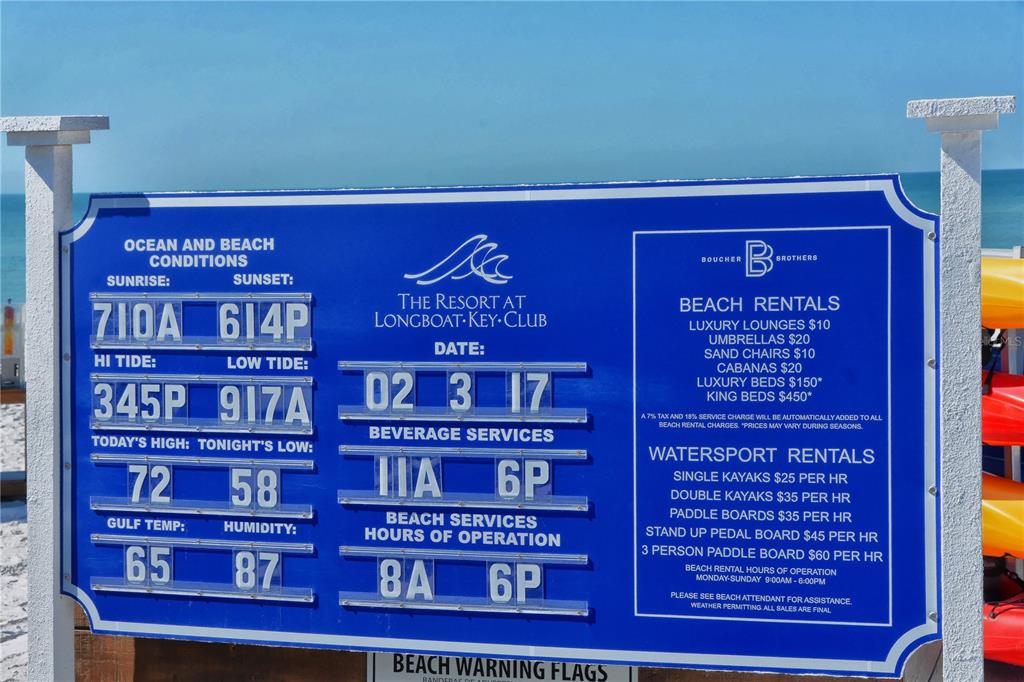 OCEAN AND BEACH
CONDITIONS
SUNRISE: SUNSET:
710A 614P
HI TIDE: LOW TIDE:
345P 917A
TODAY'S HIGH: TONIGHT'S LOW:
72 58
GULF TEMP: HUMIDITY:
65 87
THE RESORT AT
LONGBOAT·KEY·CLUB
DATE:
02 3 17
BEVERAGE SERVICES
11A 6P
BEACH SERVICES
HOURS OF OPERATION
8A 6P
BOUCHER B BROTHERS
BEACH RENTALS
LUXURY LOUNGES $10
UMBRELLAS $20
SAND CHAIRS $10
CABANAS $20
LUXURY BEDS $150*
KING BEDS $450*
A 7% TAX AND 18% SERVICE CHARGE WILL BE AUTOMATICALLY ADDED TO ALL
BEACH RENTAL CHARGES. *PRICES MAY VARY DURING SEASONS.
WATERSPORT RENTALS
SINGLE KAYAKS $25 PER HR
DOUBLE KAYAKS $35 PER HR
PADDLE BOARDS $35 PER HR
STAND UP PEDAL BOARD $45 PER HR
3 PERSON PADDLE BOARD $60 PER HR
BEACH RENTAL HOURS OF OPERATION
MONDAY-SUNDAY 9:00AM - 6:00PM
PLEASE SEE BEACH ATTENDANT FOR ASSISTANCE.
WEATHER PERMITTING ALL SALES ARE FINAL
BEACH WARNING FLAGS